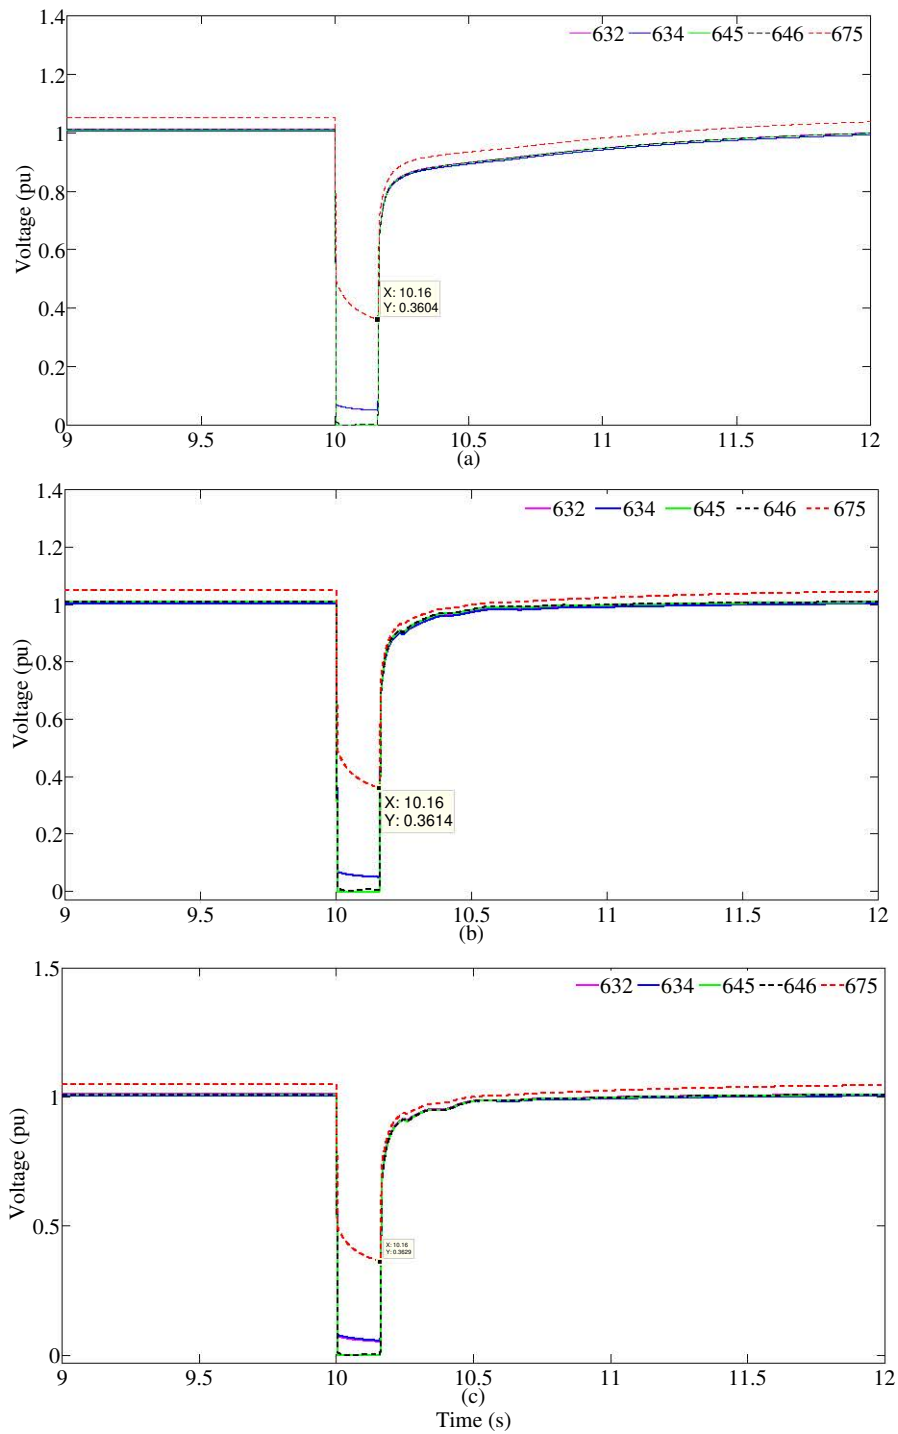 1.4
632 634 645 646 675
1.2
1
0.8
Voltage (pu)
0.6
X: 10.16
Y: 0.3604
0.4
0.2
0
9 9.5 10 10.5 11 11.5 12
(a)
1.4
632 634 645 646 675
1.2
1
0.8
Voltage (pu)
0.6
0.4
X: 10.16
Y: 0.3614
0.2
0
9 9.5 10 10.5 11 11.5 12
(b)
1.5
632 634 645 646 675
1
Voltage (pu)
0.5
X: 10.16
Y: 0.3629
0
9 9.5 10 10.5 11 11.5 12
(c)
Time (s)